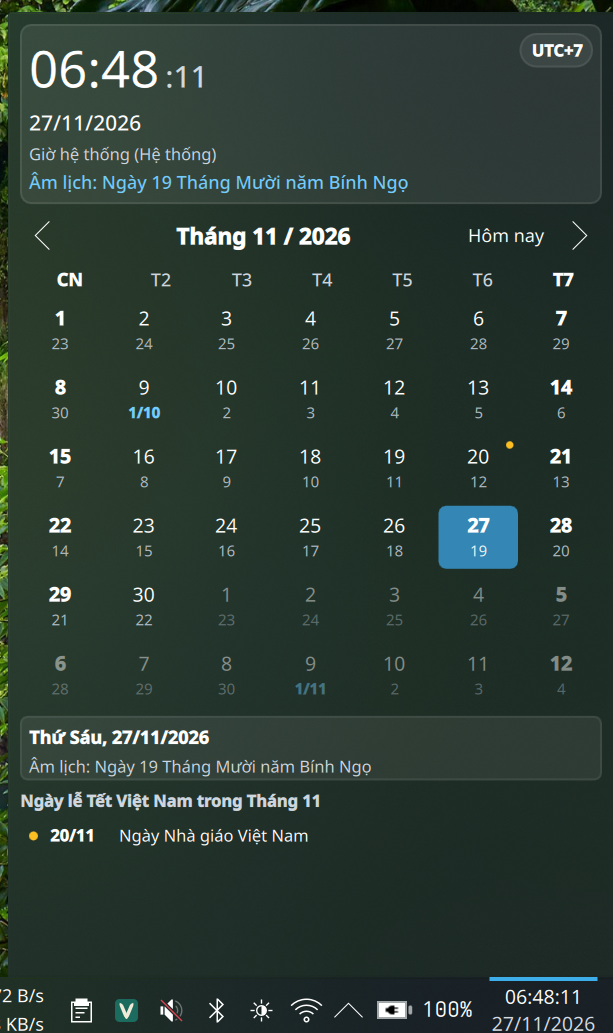 06:48:11
UTC+7
27/11/2026
Giờ hệ thống (Hệ thống)
Âm lịch: Ngày 19 Tháng Mười năm Bính Ngọ
Tháng 11 / 2026 Hôm nay
CN T2 T3 T4 T5 T6 T7
1 2 3 4 5 6 7
23 24 25 26 27 28 29
8 9 10 11 12 13 14
30 1/10 2 3 4 5 6
15 16 17 18 19 20 21
7 8 9 10 11 12 13
22 23 24 25 26 27 28
14 15 16 17 18 19 20
29 30 1 2 3 4 5
21 22 23 24 25 26 27
6 7 8 9 10 11 12
28 29 30 1/11 2 3 4
Thứ Sáu, 27/11/2026
Âm lịch: Ngày 19 Tháng Mười năm Bính Ngọ
Ngày lễ Tết Việt Nam trong Tháng 11
20/11 Ngày Nhà giáo Việt Nam
2 B/s
KB/s
V
100%
06:48:11
27/11/2026